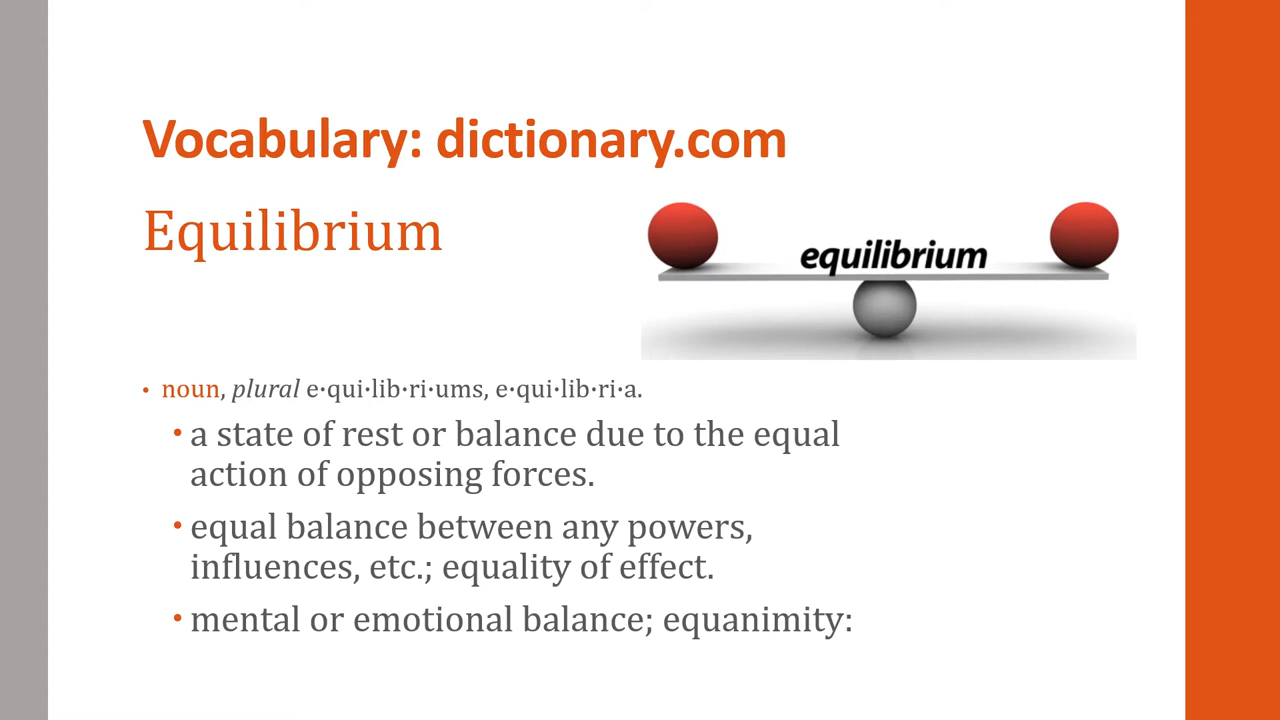 Vocabulary: dictionary.com
Equilibrium
equilibrium
• noun, plural e·qui·lib·ri·ums, e·qui·lib·ri·a.
• a state of rest or balance due to the equal
action of opposing forces.
• equal balance between any powers,
influences, etc.; equality of effect.
• mental or emotional balance; equanimity: